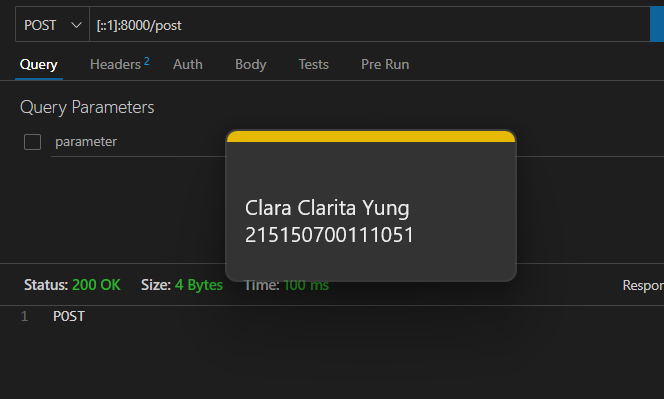 POST [::1]:8000/post
Query Headers 2 Auth Body Tests Pre Run
Query Parameters
parameter
Clara Clarita Yung
215150700111051
Status: 200 OK Size: 4 Bytes Time: 100 ms Respor
1 POST